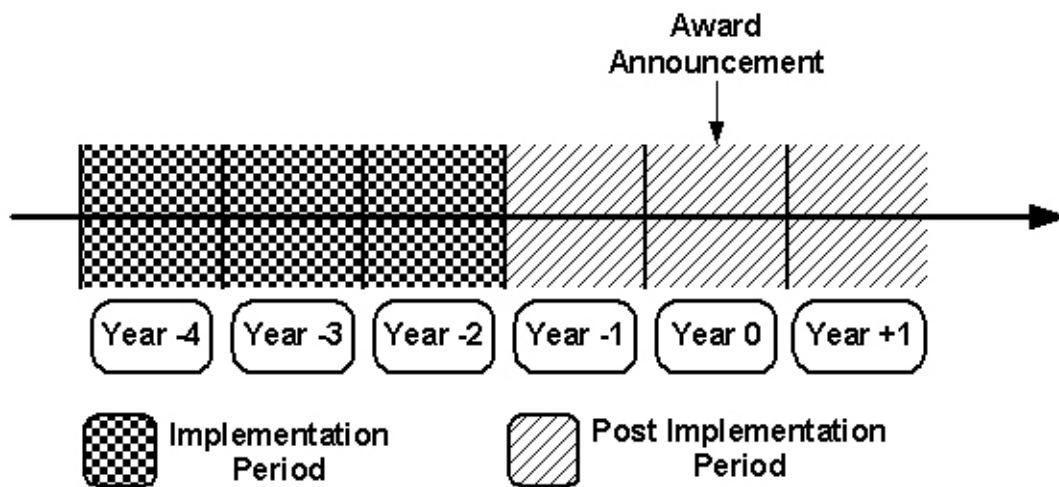 Award
Announcement
Year -4
Year -3
Year -2
Year -1
Year 0
Year +1
Implementation
Period
Post Implementation
Period